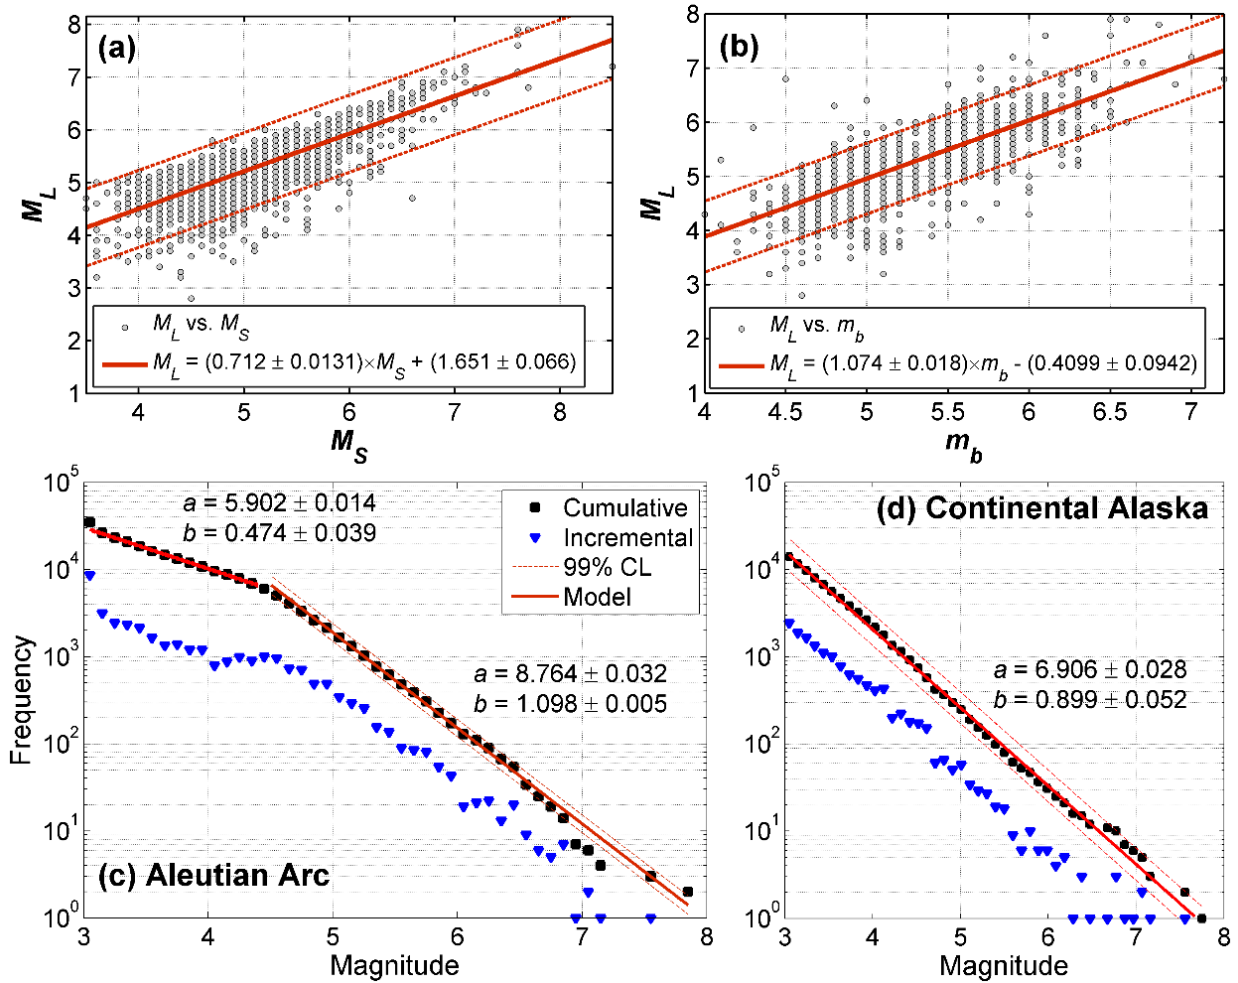 (a)
8
7
6
5
4
3
2
1
M_L
4
5
6
7
8
M_S
M_L vs. M_S
M_L = (0.712 ± 0.0131)×M_S + (1.651 ± 0.066)
(b)
8
7
6
5
4
3
2
1
M_L
4
4.5
5
5.5
6
6.5
7
m_b
M_L vs. m_b
M_L = (1.074 ± 0.018)×m_b - (0.4099 ± 0.0942)
10^5
10^4
10^3
10^2
10^1
10^0
Frequency
a = 5.902 ± 0.014
b = 0.474 ± 0.039
Cumulative
Incremental
99% CL
Model
a = 8.764 ± 0.032
b = 1.098 ± 0.005
(c) Aleutian Arc
3
4
5
6
7
8
Magnitude
10^5
10^4
10^3
10^2
10^1
10^0
(d) Continental Alaska
a = 6.906 ± 0.028
b = 0.899 ± 0.052
3
4
5
6
7
8
Magnitude